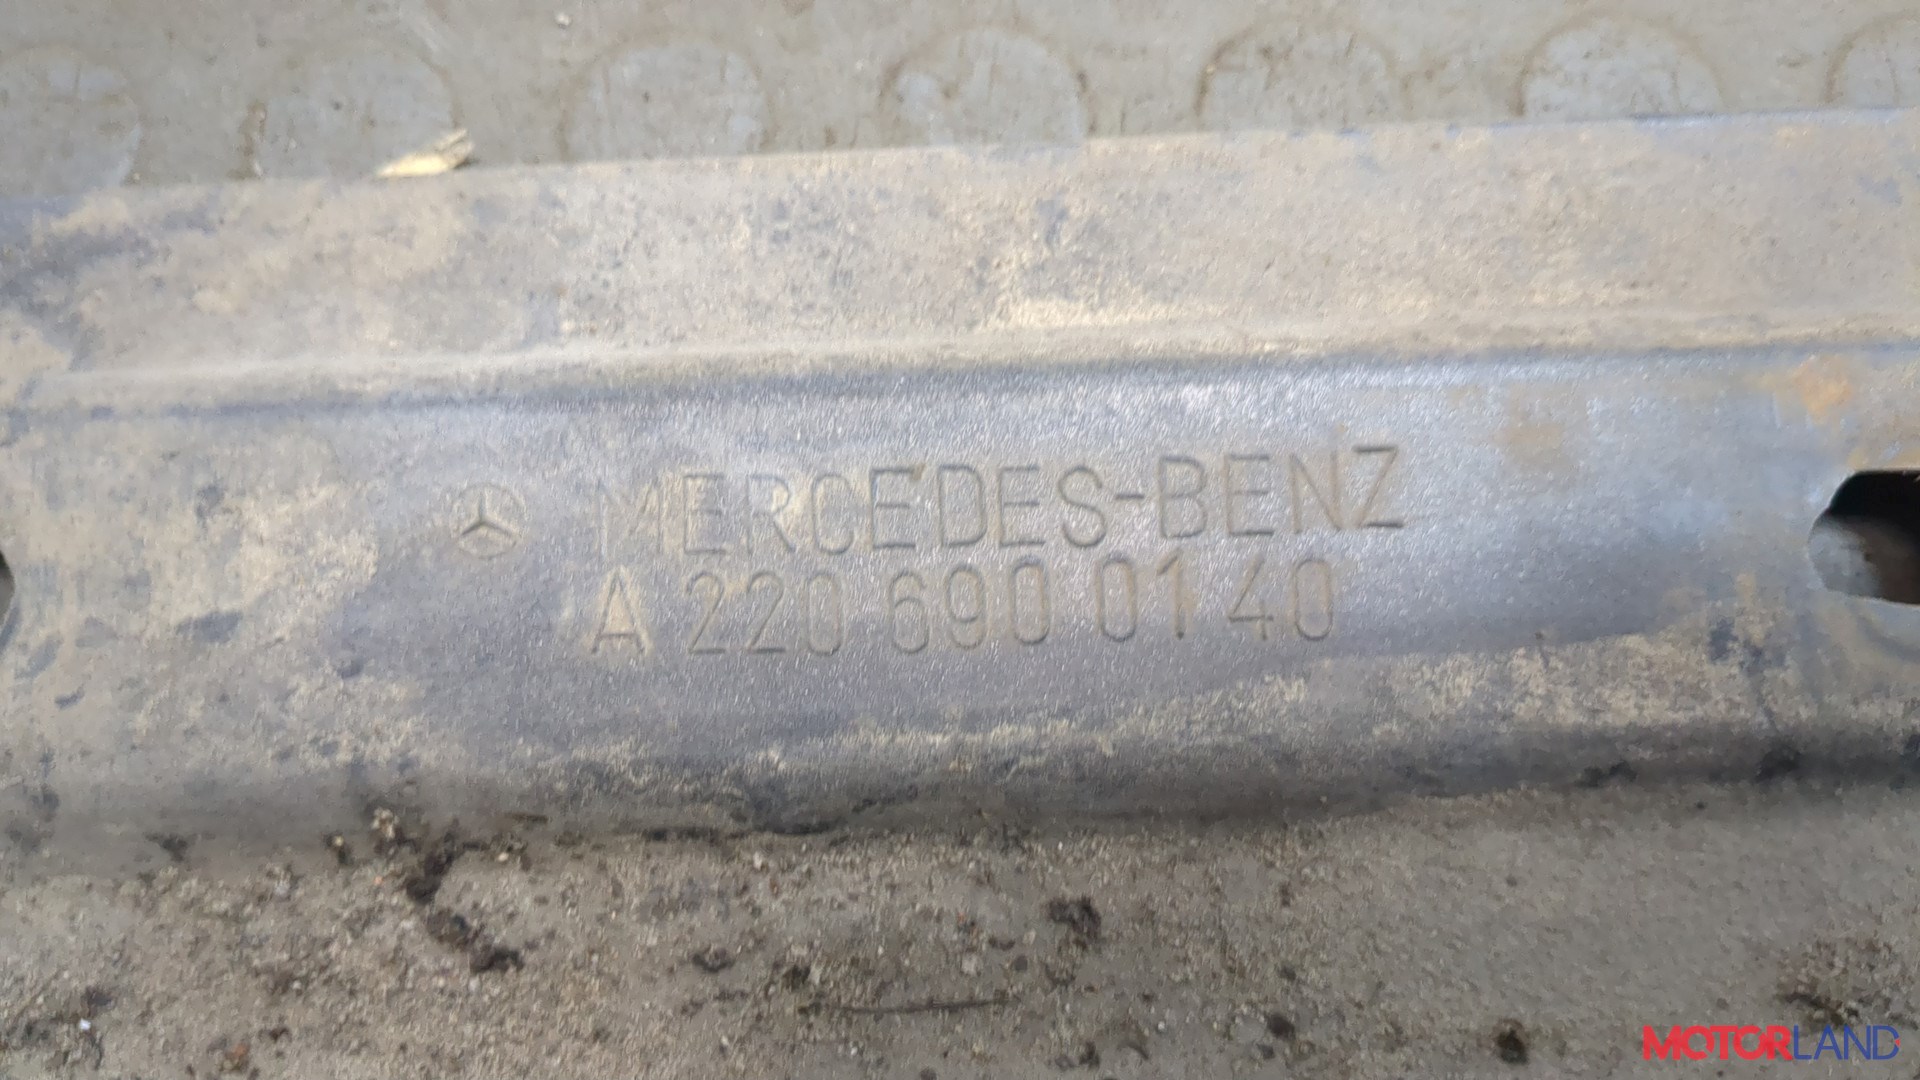 MERCEDES-BENZ
A 220 690 01 40
MOTORLAND